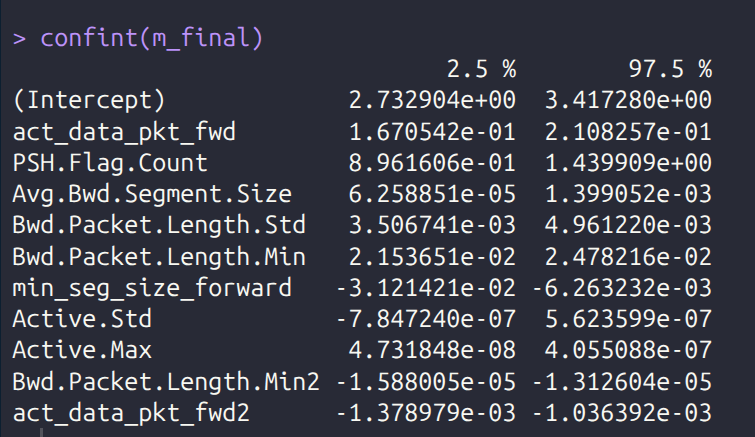 > confint(m_final)
2.5 % 97.5 %
(Intercept) 2.732904e+00 3.417280e+00
act_data_pkt_fwd 1.670542e-01 2.108257e-01
PSH.Flag.Count 8.961606e-01 1.439909e+00
Avg.Bwd.Segment.Size 6.258851e-05 1.399052e-03
Bwd.Packet.Length.Std 3.506741e-03 4.961220e-03
Bwd.Packet.Length.Min 2.153651e-02 2.478216e-02
min_seg_size_forward -3.121421e-02 -6.263232e-03
Active.Std -7.847240e-07 5.623599e-07
Active.Max 4.731848e-08 4.055088e-07
Bwd.Packet.Length.Min2 -1.588005e-05 -1.312604e-05
act_data_pkt_fwd2 -1.378979e-03 -1.036392e-03